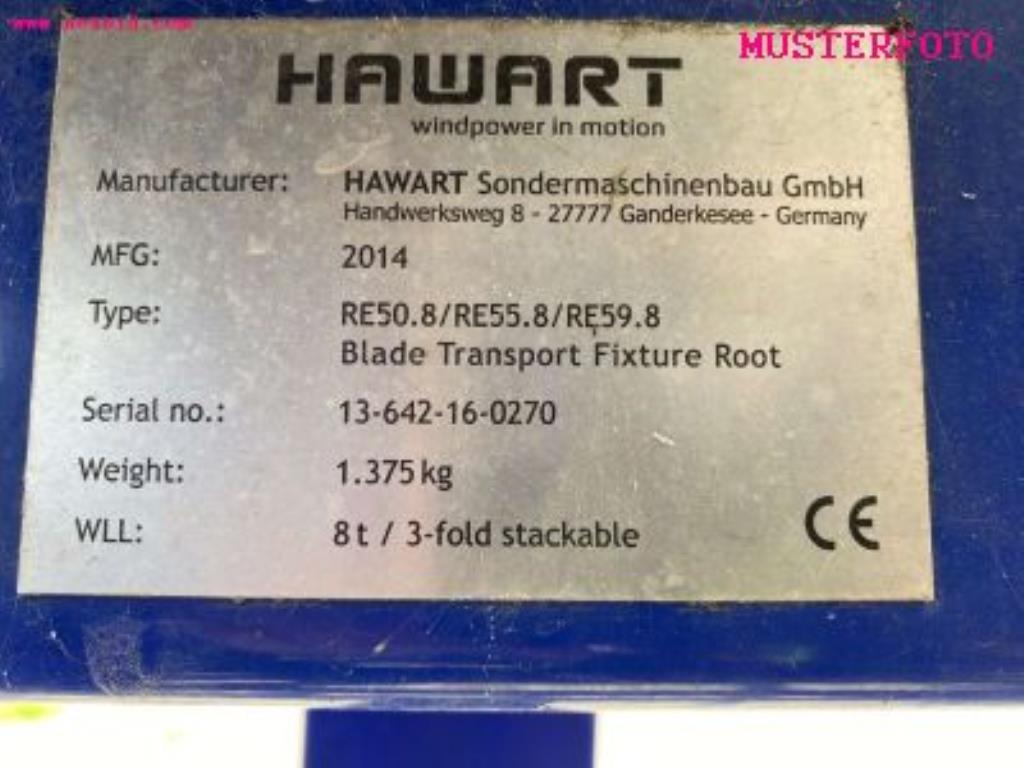 MUSTERFOTO
HAWART
windpower in motion
Manufacturer: HAWART Sondermaschinenbau GmbH
Handwerksweg 8 - 27777 Ganderkesee - Germany
MFG: 2014
Type: RE50.8/RE55.8/RE59.8
Blade Transport Fixture Root
Serial no.: 13-642-16-0270
Weight: 1.375 kg
WLL: 8 t / 3-fold stackable
CE